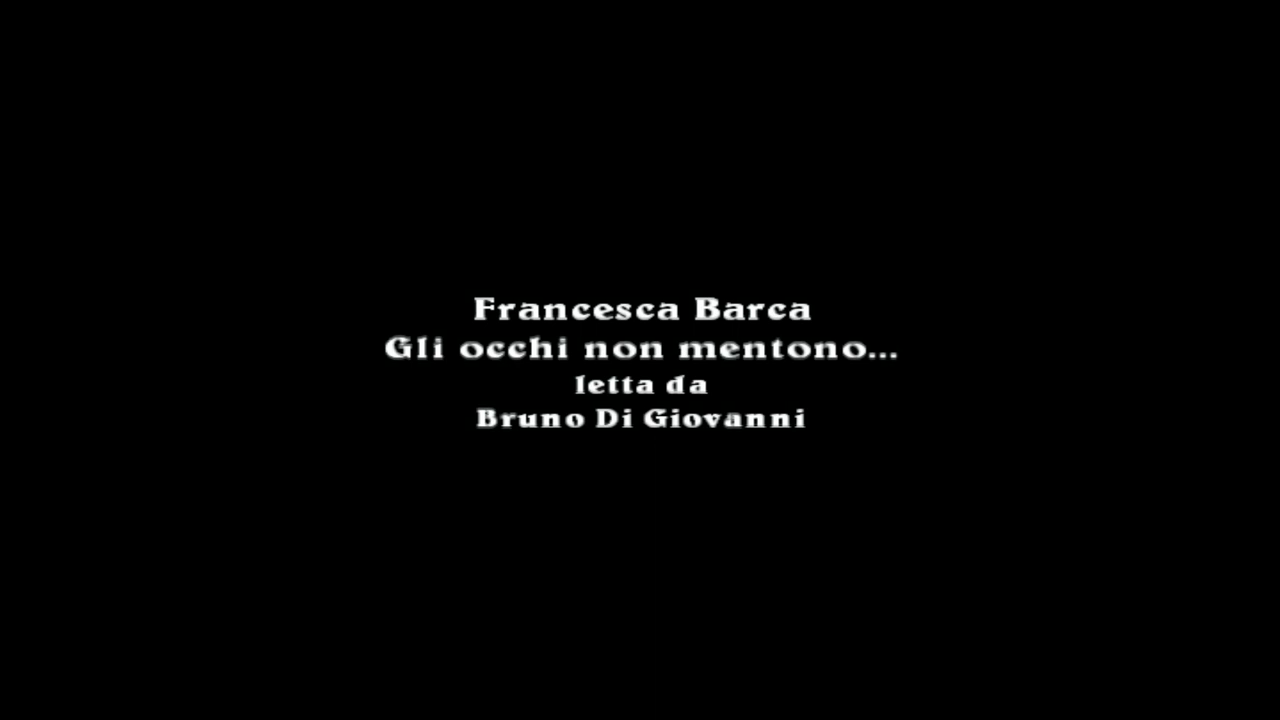 Francesca Barca
Gli occhi non mentono...
letta da
Bruno Di Giovanni